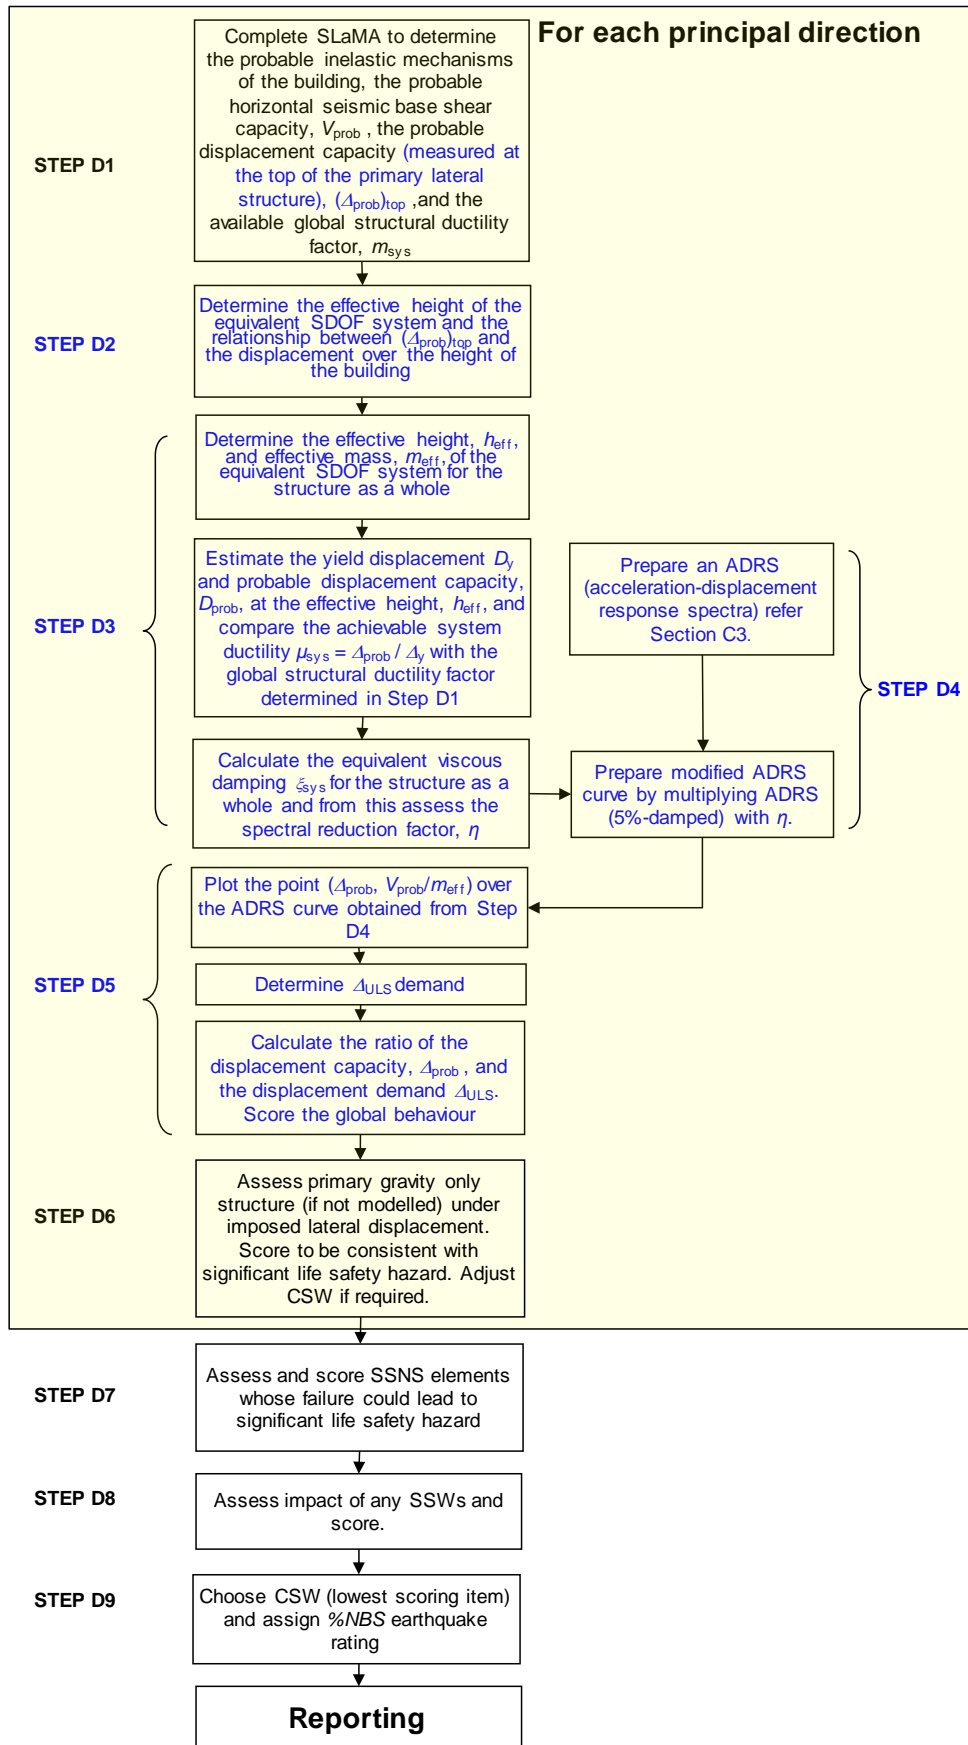 For each principal direction
STEP D1
Complete SLaMA to determine
the probable inelastic mechanisms
of the building, the probable
horizontal seismic base shear
capacity, Vprob , the probable
displacement capacity (measured at
the top of the primary lateral
structure), (Δprob)top ,and the
available global structural ductility
factor, msys
STEP D2
Determine the effective height of the
equivalent SDOF system and the
relationship between (Δprob)top and
the displacement over the height of
the building
STEP D3
Determine the effective height, heff,
and effective mass, meff, of the
equivalent SDOF system for the
structure as a whole
Estimate the yield displacement Dy
and probable displacement capacity,
Dprob, at the effective height, heff, and
compare the achievable system
ductility μsys = Δprob / Δy with the
global structural ductility factor
determined in Step D1
Calculate the equivalent viscous
damping ξsys for the structure as a
whole and from this assess the
spectral reduction factor, η
Prepare an ADRS
(acceleration-displacement
response spectra) refer
Section C3.
STEP D4
Prepare modified ADRS
curve by multiplying ADRS
(5%-damped) with η.
STEP D5
Plot the point (Δprob, Vprob/meff) over
the ADRS curve obtained from Step
D4
Determine ΔULS demand
Calculate the ratio of the
displacement capacity, Δprob , and
the displacement demand ΔULS.
Score the global behaviour
STEP D6
Assess primary gravity only
structure (if not modelled) under
imposed lateral displacement.
Score to be consistent with
significant life safety hazard. Adjust
CSW if required.
STEP D7
Assess and score SSNS elements
whose failure could lead to
significant life safety hazard
STEP D8
Assess impact of any SSWs and
score.
STEP D9
Choose CSW (lowest scoring item)
and assign %NBS earthquake
rating
Reporting